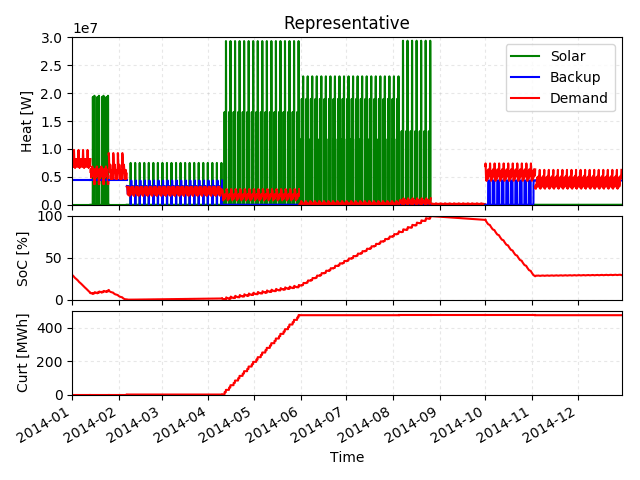 Representative
1e7
3.0
2.5
2.0
1.5
1.0
0.5
0.0
Heat [W]
Solar
Backup
Demand
100
50
0
SoC [%]
400
200
0
Curt [MWh]
2014-01
2014-02
2014-03
2014-04
2014-05
2014-06
2014-07
2014-08
2014-09
2014-10
2014-11
2014-12
Time